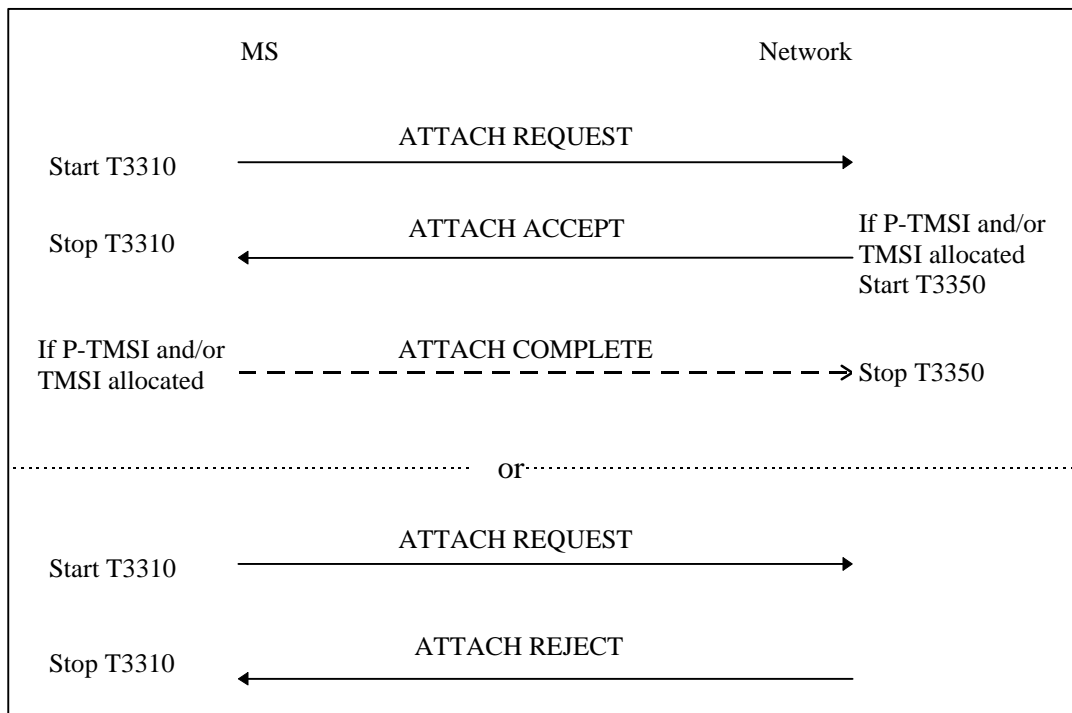 MS
Network
ATTACH REQUEST
Start T3310
ATTACH ACCEPT
Stop T3310
If P-TMSI and/or
TMSI allocated
Start T3350
If P-TMSI and/or
TMSI allocated
ATTACH COMPLETE
Stop T3350
or
ATTACH REQUEST
Start T3310
ATTACH REJECT
Stop T3310